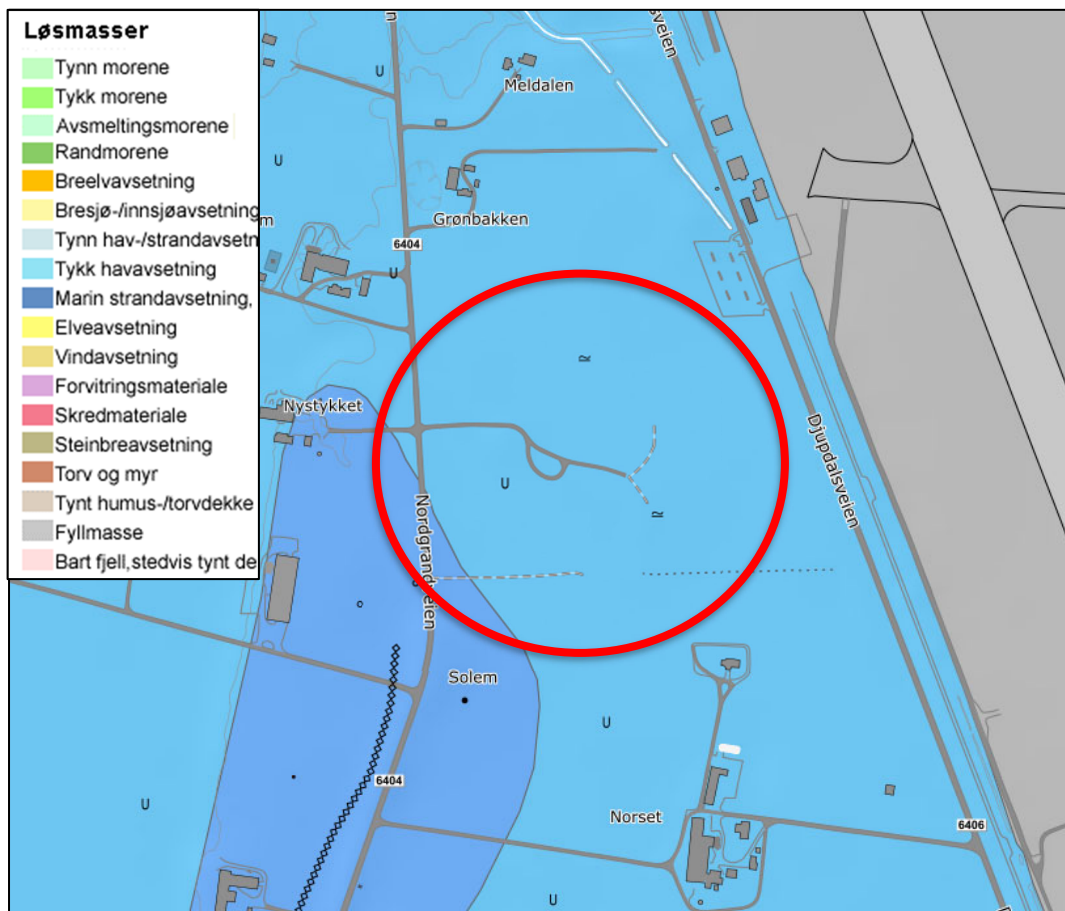 Løsmasser
Tynn morene
Tykk morene
Avsmeltingsmorene
Randmorene
Breelvavsetning
Bresjø-/innsjøavsetning
Tynn hav-/strandavsetn
Tykk havavsetning
Marin strandavsetning,
Elveavsetning
Vindavsetning
Forvitringsmateriale
Skredmateriale
Steinbreavsetning
Torv og myr
Tynt humus-/torvdekke
Fyllmasse
Bart fjell,stedvis tynt de
n
sveien
U
Meldalen
U
Grønbakken
m
6404
U
Nystykket
Djupdalsveien
U
Nordgrandveien
Solem
U
6404
U
Norset
6406
U